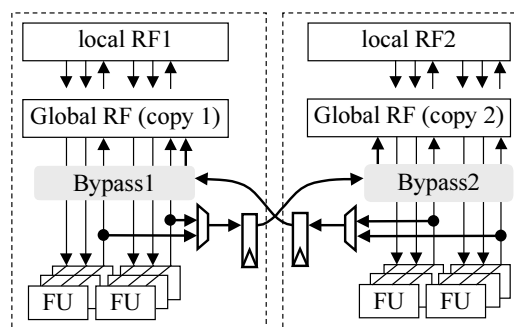 local RF1
local RF2
Global RF (copy 1)
Global RF (copy 2)
Bypass1
Bypass2
FU
FU
FU
FU